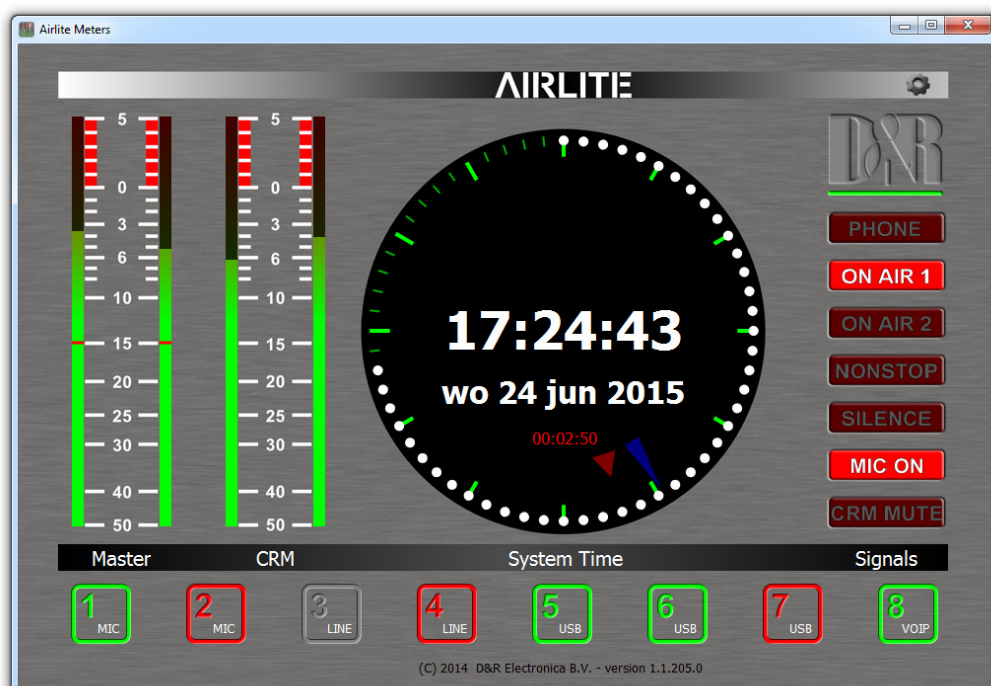 Airlite Meters
AIRLITE
D&R
5 5
0 0
3 3
6 6
10 10
15 15
20 20
25 25
30 30
40 40
50 50
17:24:43
wo 24 jun 2015
00:02:50
PHONE
ON AIR 1
ON AIR 2
NONSTOP
SILENCE
MIC ON
CRM MUTE
Master CRM System Time Signals
1 MIC
2 MIC
3 LINE
4 LINE
5 USB
6 USB
7 USB
8 VOIP
(C) 2014 D&R Electronica B.V. - version 1.1.205.0